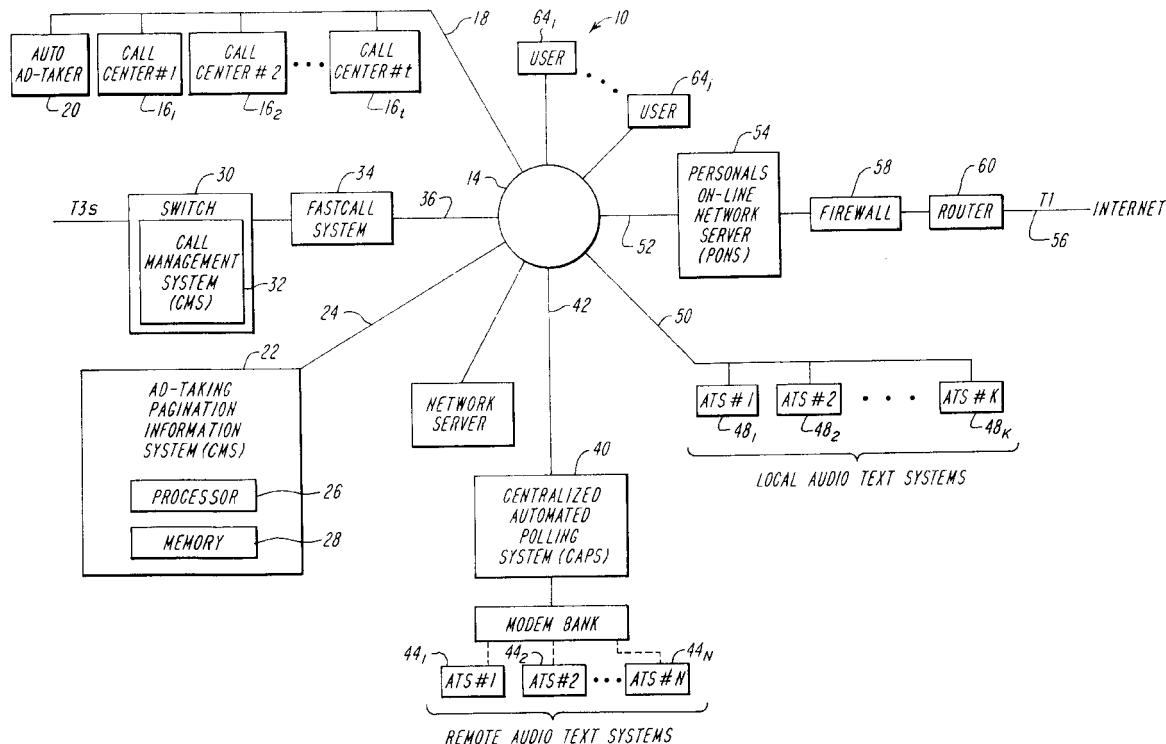 18
64i
10
USER
64j
USER
AUTO
AD-TAKER
20
CALL
CENTER#1
16₁
CALL
CENTER#2
16₂
CALL
CENTER#t
16t
54
PERSONALS
ON-LINE
NETWORK
SERVER
(PONS)
58
FIREWALL
60
ROUTER
T1
INTERNET
56
14
52
T3s
30
SWITCH
CALL
MANAGEMENT
SYSTEM
(CMS)
32
34
FASTCALL
SYSTEM
36
24
42
50
22
AD-TAKING
PAGINATION
INFORMATION
SYSTEM (CMS)
PROCESSOR
26
MEMORY
28
NETWORK
SERVER
ATS #1
48₁
ATS #2
48₂
ATS #K
48K
LOCAL AUDIO TEXT SYSTEMS
40
CENTRALIZED
AUTOMATED
POLLING
SYSTEM (CAPS)
MODEM BANK
44₁
ATS#1
44₂
ATS#2
44N
ATS #N
REMOTE AUDIO TEXT SYSTEMS